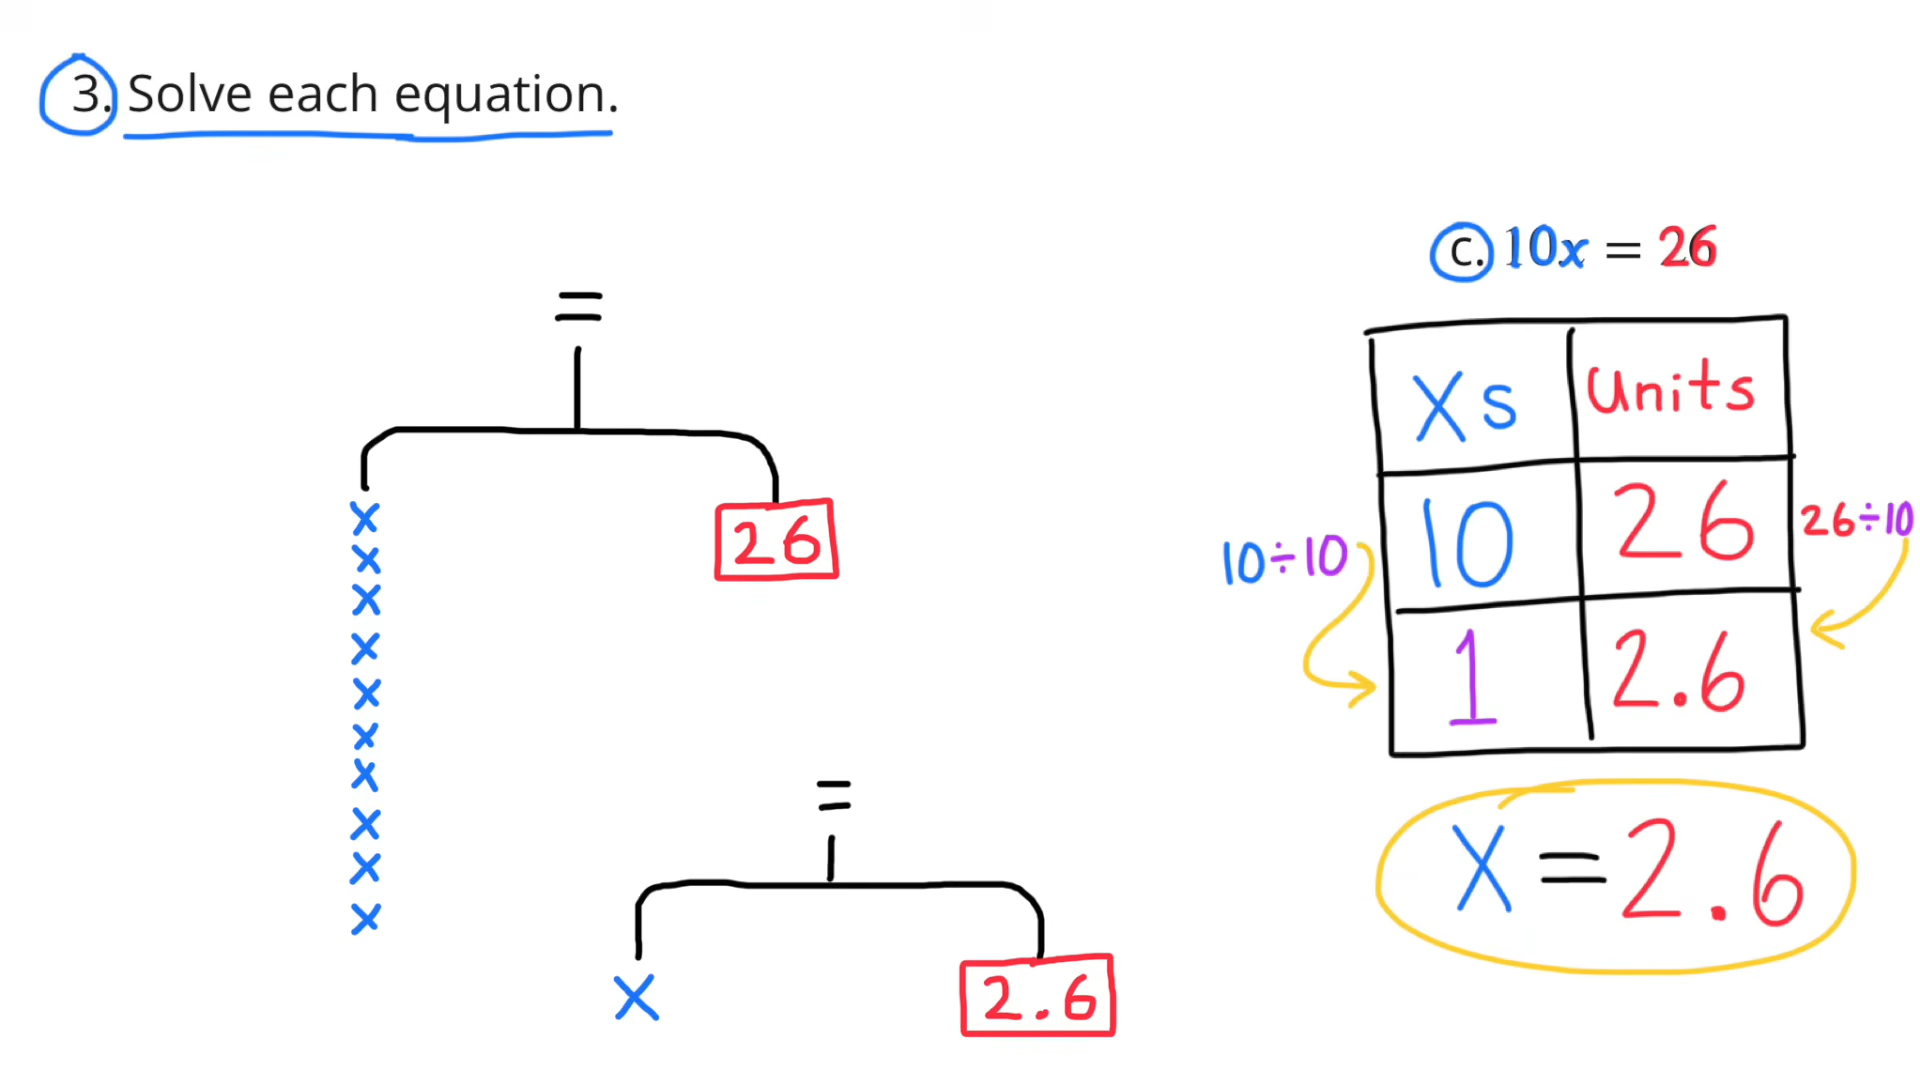 3. Solve each equation.
=
X
X
X
X
X
X
X
X
X
X
26
=
X
2.6
c. 10x = 26
Xs Units
10 26
1 2.6
10÷10
26÷10
X = 2.6